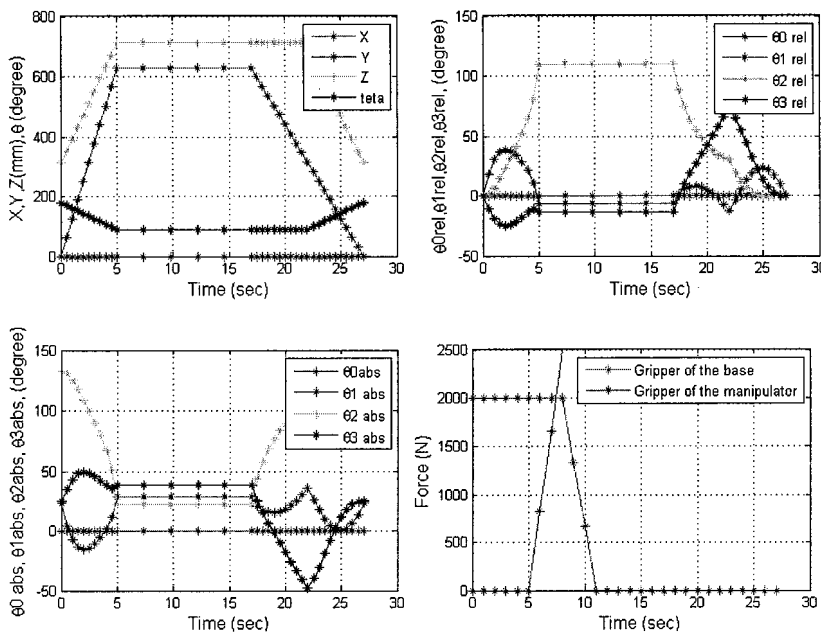 800
600
400
200
0
X,Y Z(mm),ө (degree)
0 5 10 15 20 25 30
Time (sec)
X
Y
Z
teta
150
100
50
0
-50
θ0rel,θ1rel,θ2rel,θ3rel, (degree)
0 5 10 15 20 25 30
Time (sec)
θ0 rel
θ1 rel
θ2 rel
θ3 rel
150
100
50
0
-50
θ0 abs, θ1abs, θ2abs, θ3abs, (degree)
0 5 10 15 20 25 30
Time (sec)
θ0abs
θ1 abs
θ2 abs
θ3 abs
2500
2000
1500
1000
500
0
Force (N)
0 5 10 15 20 25 30
Time (sec)
Gripper of the base
Gripper of the manipulator